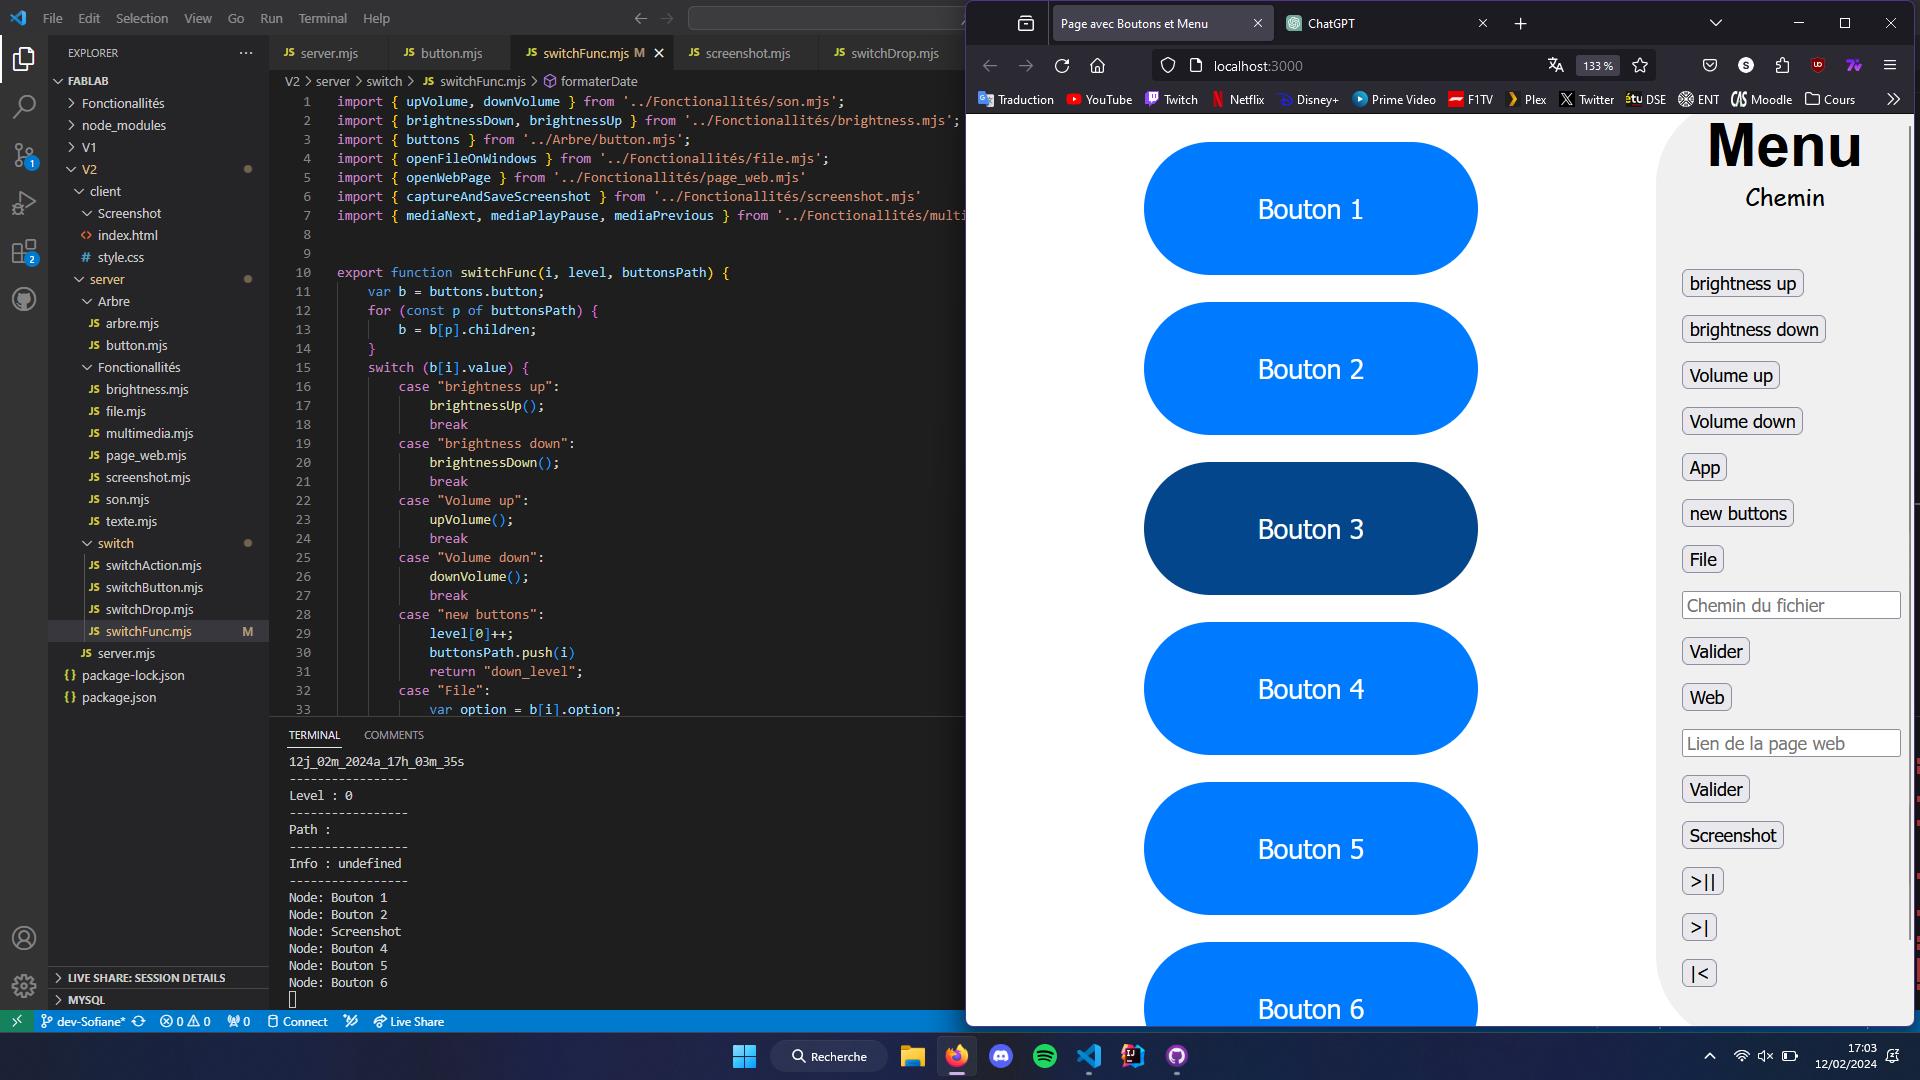 File Edit Selection View Go Run Terminal Help
EXPLORER
FABLAB
Fonctionallités
node_modules
V1
V2
client
Screenshot
index.html
style.css
server
Arbre
arbre.mjs
button.mjs
Fonctionallités
brightness.mjs
file.mjs
multimedia.mjs
page_web.mjs
screenshot.mjs
son.mjs
texte.mjs
switch
switchAction.mjs
switchButton.mjs
switchDrop.mjs
switchFunc.mjs M
server.mjs
package-lock.json
package.json
LIVE SHARE: SESSION DETAILS
MYSQL
server.mjs button.mjs switchFunc.mjs M screenshot.mjs switchDrop.mjs
V2 > server > switch > JS switchFunc.mjs > formaterDate
1 import { upVolume, downVolume } from '../Fonctionallités/son.mjs';
2 import { brightnessDown, brightnessUp } from '../Fonctionallités/brightness.mjs';
3 import { buttons } from '../Arbre/button.mjs';
4 import { openFileOnWindows } from '../Fonctionallités/file.mjs';
5 import { openWebPage } from '../Fonctionallités/page_web.mjs'
6 import { captureAndSaveScreenshot } from '../Fonctionallités/screenshot.mjs'
7 import { mediaNext, mediaPlayPause, mediaPrevious } from '../Fonctionallités/multi
8
9
10 export function switchFunc(i, level, buttonsPath) {
11 var b = buttons.button;
12 for (const p of buttonsPath) {
13 b = b[p].children;
14 }
15 switch (b[i].value) {
16 case "brightness up":
17 brightnessUp();
18 break
19 case "brightness down":
20 brightnessDown();
21 break
22 case "Volume up":
23 upVolume();
24 break
25 case "Volume down":
26 downVolume();
27 break
28 case "new buttons":
29 level[0]++;
30 buttonsPath.push(i)
31 return "down_level";
32 case "File":
33 var option = b[i].option;
TERMINAL COMMENTS
12j_02m_2024a_17h_03m_35s
-----------------
Level : 0
-----------------
Path :
-----------------
Info : undefined
-----------------
Node: Bouton 1
Node: Bouton 2
Node: Screenshot
Node: Bouton 4
Node: Bouton 5
Node: Bouton 6
dev-Sofiane* 0 0 0 Connect Live Share
Page avec Boutons et Menu ChatGPT
localhost:3000 133 %
Traduction YouTube Twitch Netflix Disney+ Prime Video F1TV Plex Twitter DSE ENT Moodle Cours
Bouton 1
Bouton 2
Bouton 3
Bouton 4
Bouton 5
Bouton 6
Menu
Chemin
brightness up
brightness down
Volume up
Volume down
App
new buttons
File
Chemin du fichier
Valider
Web
Lien de la page web
Valider
Screenshot
>||
>|
|<
Recherche
17:03
12/02/2024